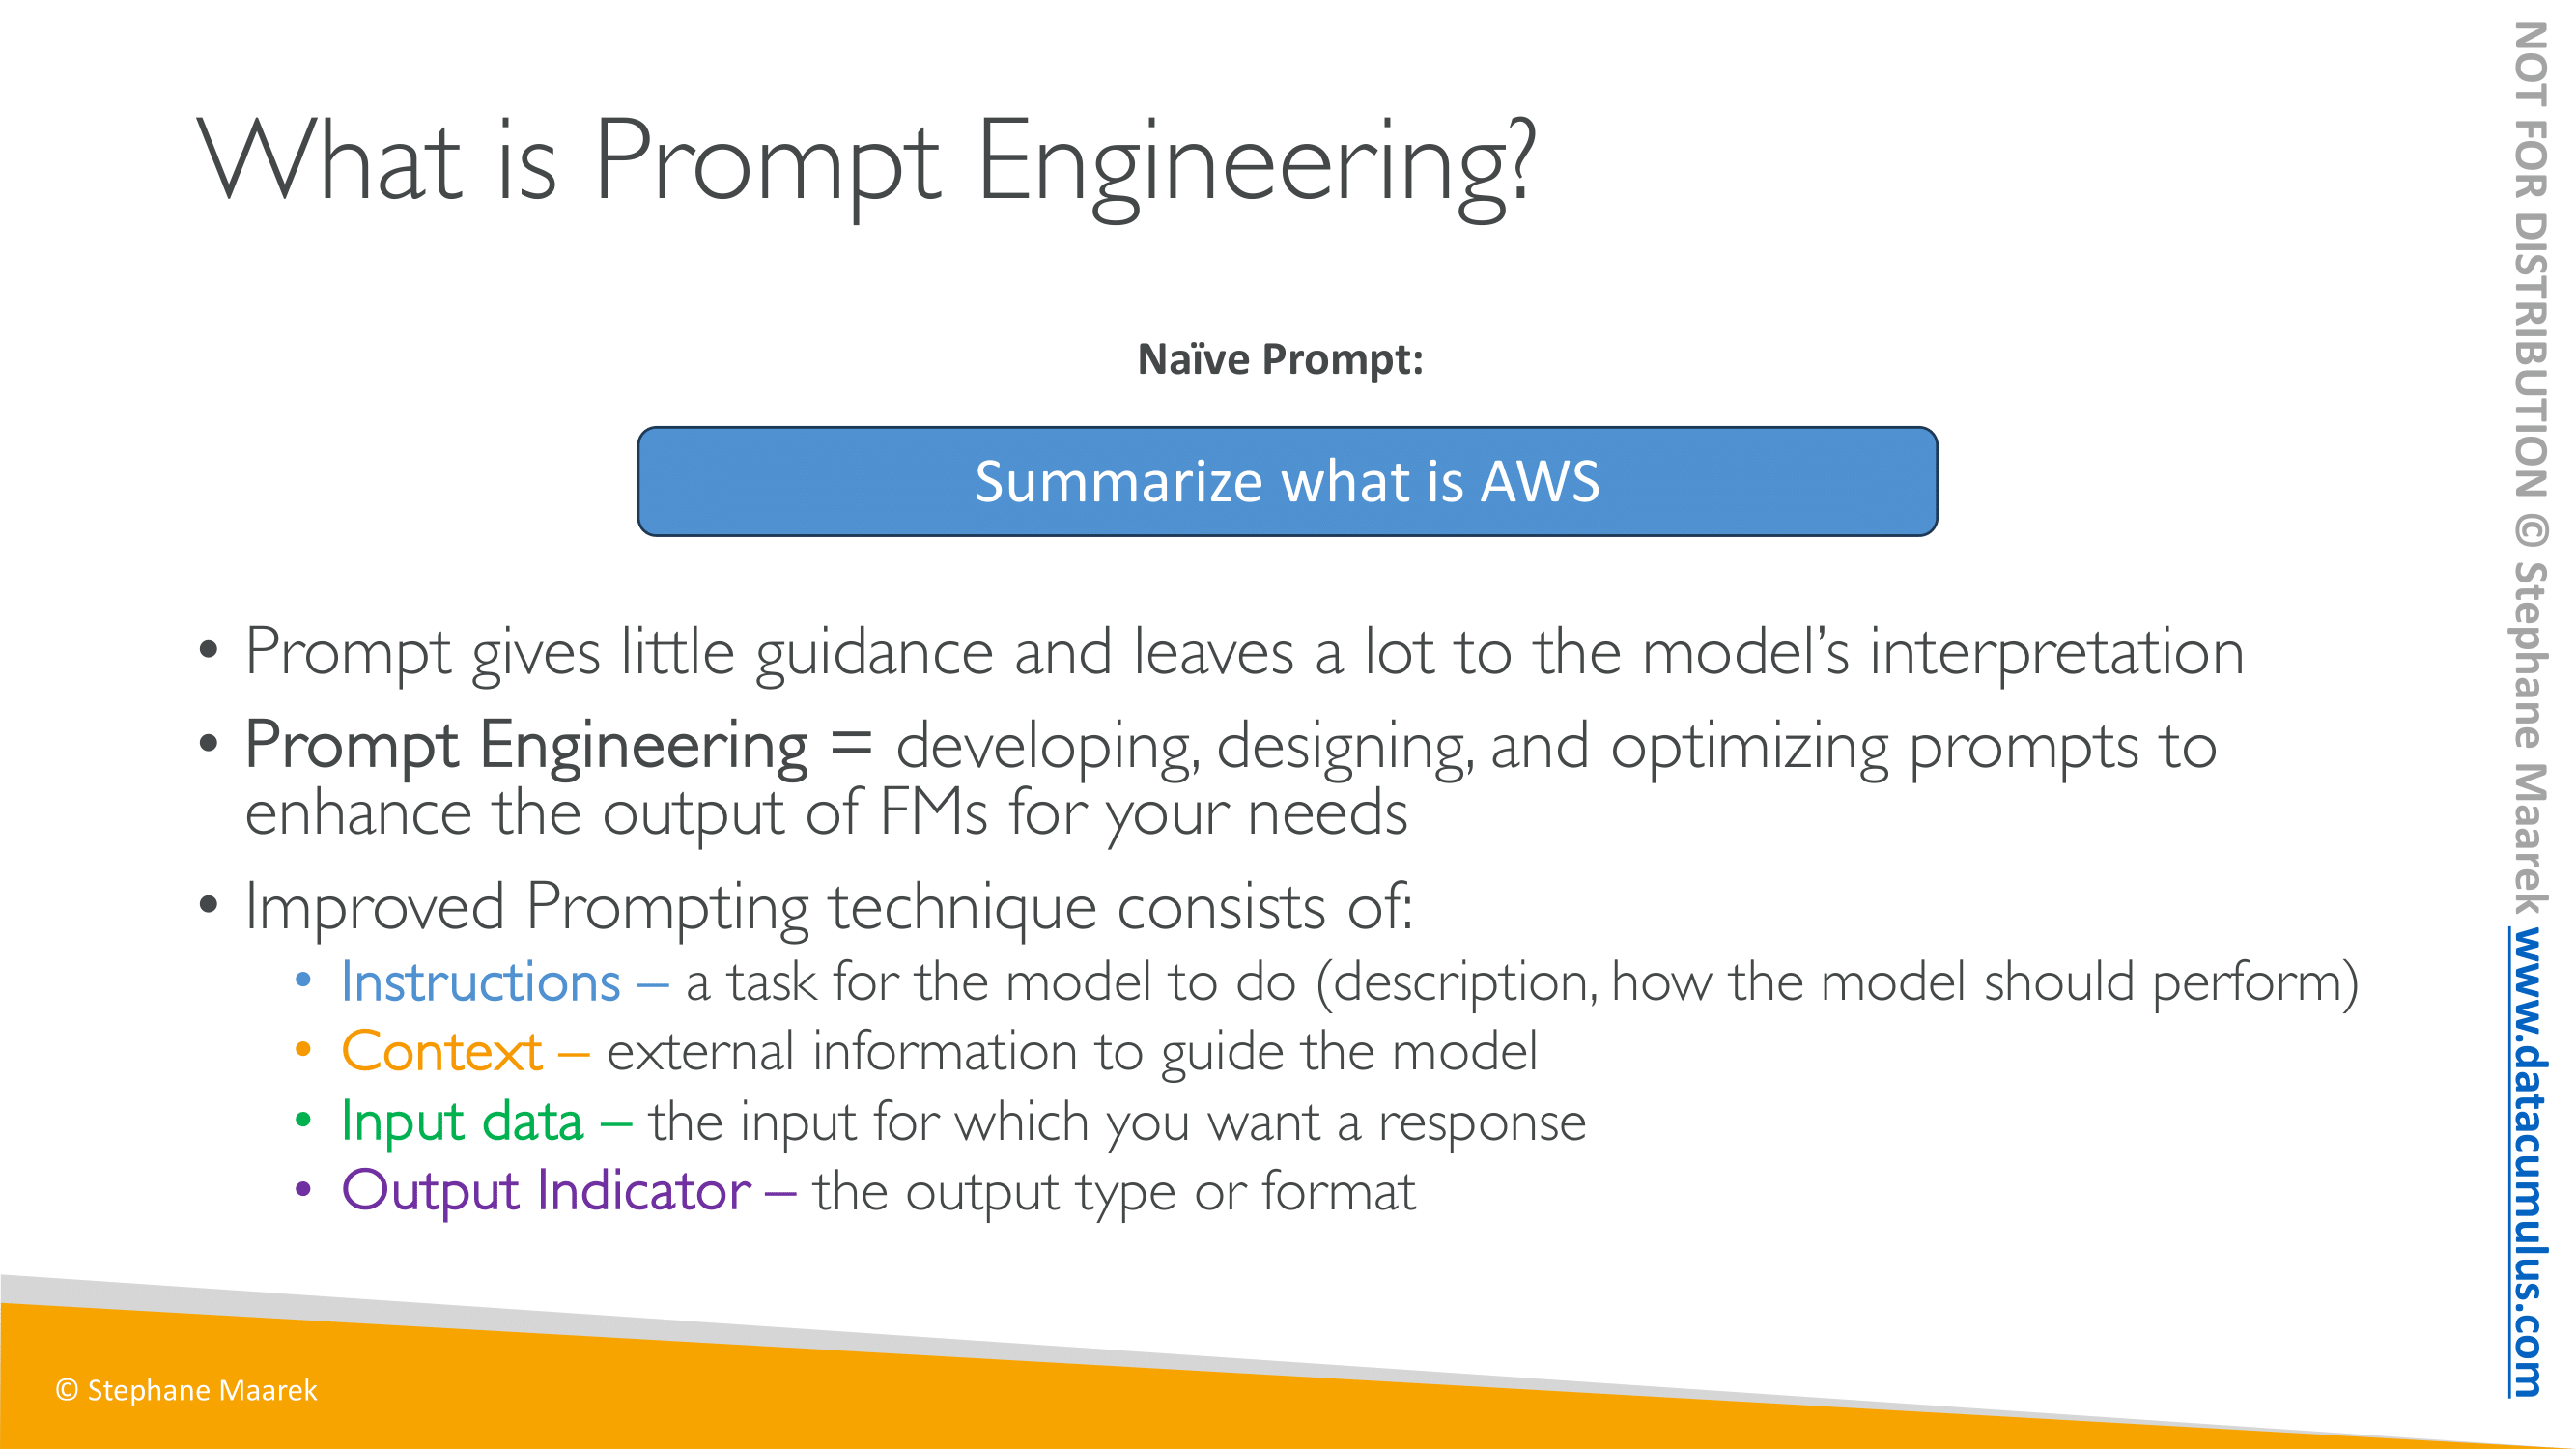 What is Prompt Engineering?
Naïve Prompt:
Summarize what is AWS
• Prompt gives little guidance and leaves a lot to the model’s interpretation
• Prompt Engineering = developing, designing, and optimizing prompts to
enhance the output of FMs for your needs
• Improved Prompting technique consists of:
• Instructions – a task for the model to do (description, how the model should perform)
• Context – external information to guide the model
• Input data – the input for which you want a response
• Output Indicator – the output type or format
© Stephane Maarek
NOT FOR DISTRIBUTION © Stephane Maarek www.datacumulus.com